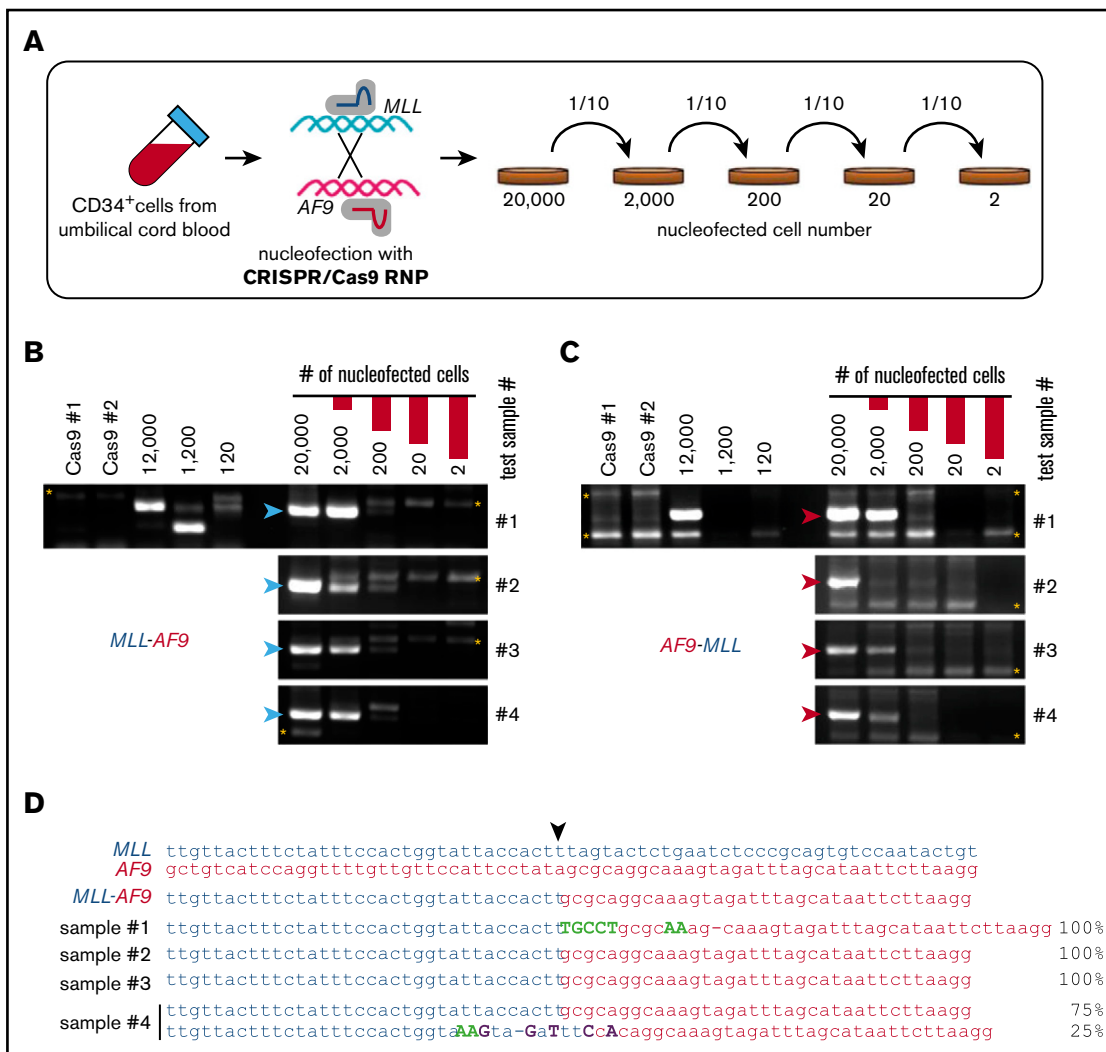 A
MLL
1/10 1/10 1/10 1/10
AF9
20,000 2,000 200 20 2
CD34+cells from
umbilical cord blood
nucleofected cell number
nucleofection with
CRISPR/Cas9 RNP
B
# of nucleofected cells
test sample #
Cas9 #1
Cas9 #2
12,000
1,200
120
20,000
2,000
200
20
2
* * #1
* #2
MLL-AF9
* #3
* #4
C
# of nucleofected cells
test sample #
Cas9 #1
Cas9 #2
12,000
1,200
120
20,000
2,000
200
20
2
* *
* * #1
* #2
AF9-MLL
* #3
* #4
D
MLL ttgttactttctatttccactggtattaccactttagtactctgaatctcccgcagtgtccaatactgt
AF9 gctgtcatccaggttttgttgttccattcctatagcgcaggcaaagtagatttagcataattcttaagg
MLL-AF9 ttgttactttctatttccactggtattaccacttgcgcaggcaaagtagatttagcataattcttaagg
sample #1 ttgttactttctatttccactggtattaccacttTGCCTgcgcAAag-caaagtagatttagcataattcttaagg 100%
sample #2 ttgttactttctatttccactggtattaccacttgcgcaggcaaagtagatttagcataattcttaagg 100%
sample #3 ttgttactttctatttccactggtattaccacttgcgcaggcaaagtagatttagcataattcttaagg 100%
sample #4 ttgttactttctatttccactggtattaccacttgcgcaggcaaagtagatttagcataattcttaagg 75%
ttgttactttctatttccactggtaAAGta-GaTttCcAcaggcaaagtagatttagcataattcttaagg 25%